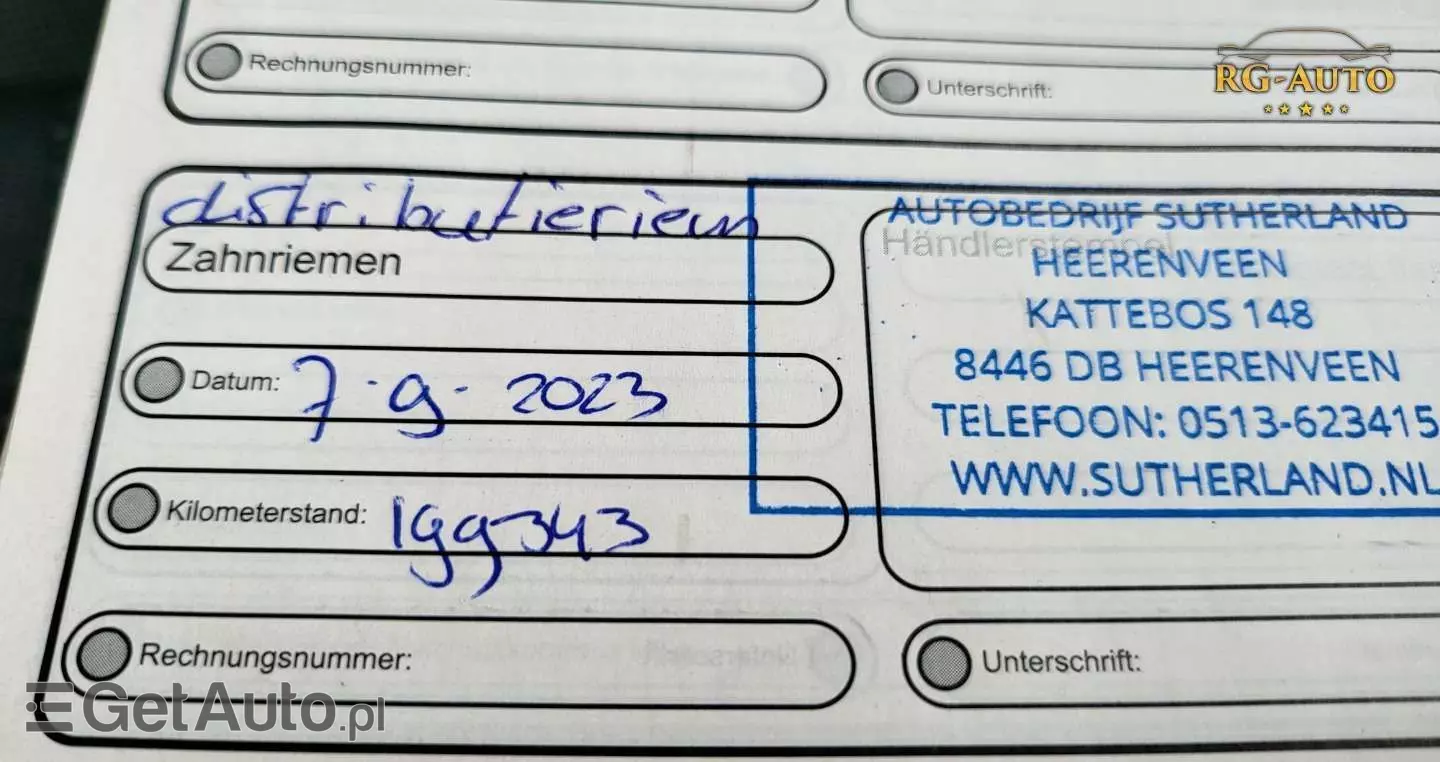 Rechnungsnummer:
Unterschrift:
RG-AUTO
distributieriem
Zahnriemen
Datum: 7-9-2023
Kilometerstand: 199343
Rechnungsnummer:
AUTOBEDRIJF SUTHERLAND
Händlerstempel
HEERENVEEN
KATTEBOS 148
8446 DB HEERENVEEN
TELEFOON: 0513-623415
WWW.SUTHERLAND.NL
Unterschrift:
GetAuto.pl